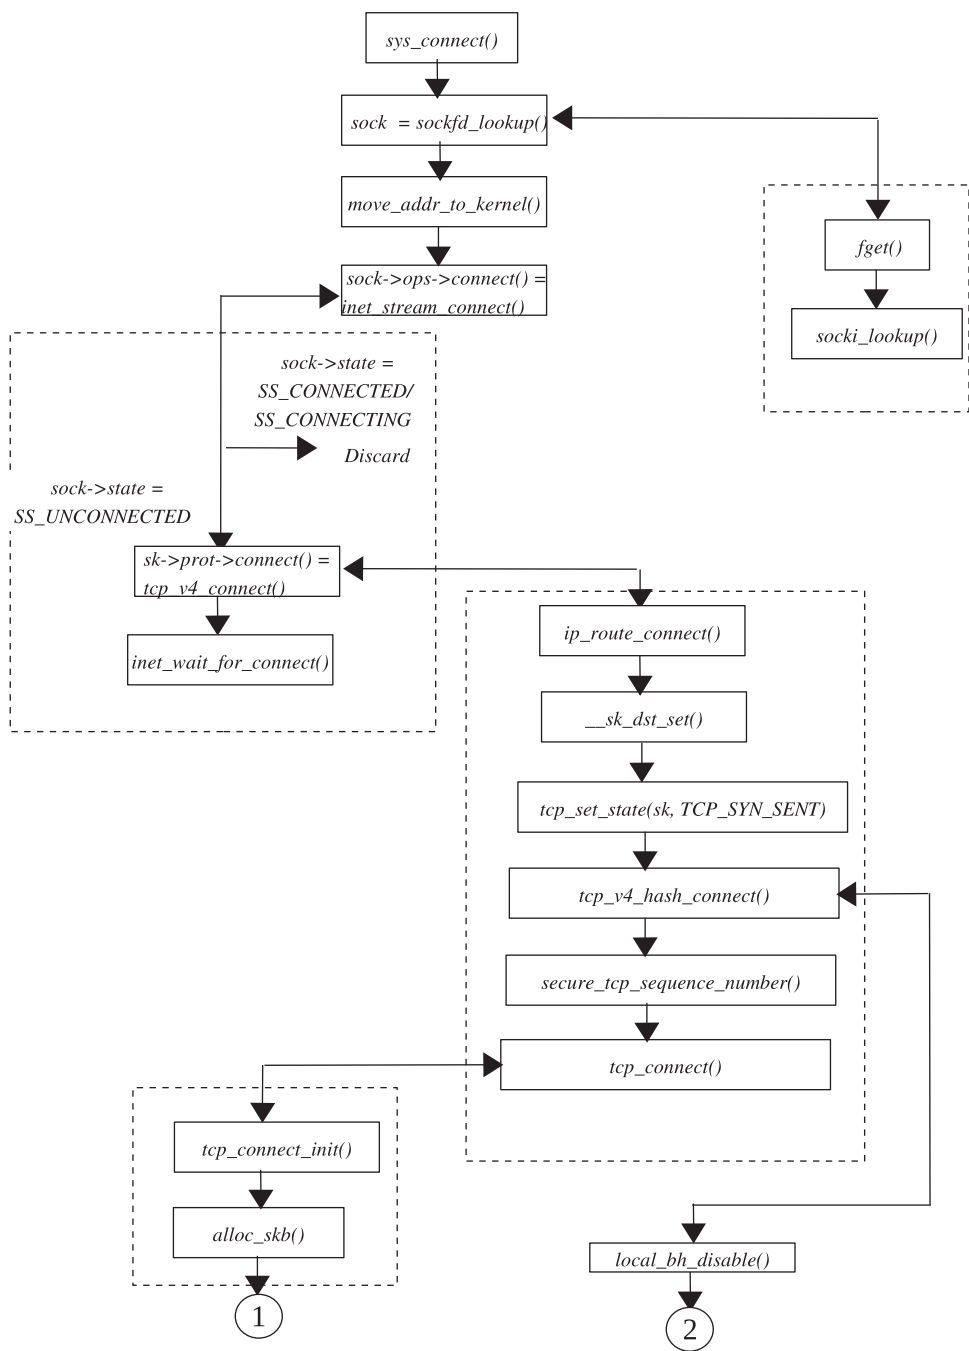 sys_connect()
sock = sockfd_lookup()
move_addr_to_kernel()
fget()
sock->ops->connect() =
inet_stream_connect()
socki_lookup()
sock->state =
SS_CONNECTED/
SS_CONNECTING
Discard
sock->state =
SS_UNCONNECTED
sk->prot->connect() =
tcp_v4_connect()
inet_wait_for_connect()
ip_route_connect()
__sk_dst_set()
tcp_set_state(sk, TCP_SYN_SENT)
tcp_v4_hash_connect()
secure_tcp_sequence_number()
tcp_connect()
tcp_connect_init()
alloc_skb()
local_bh_disable()
1
2